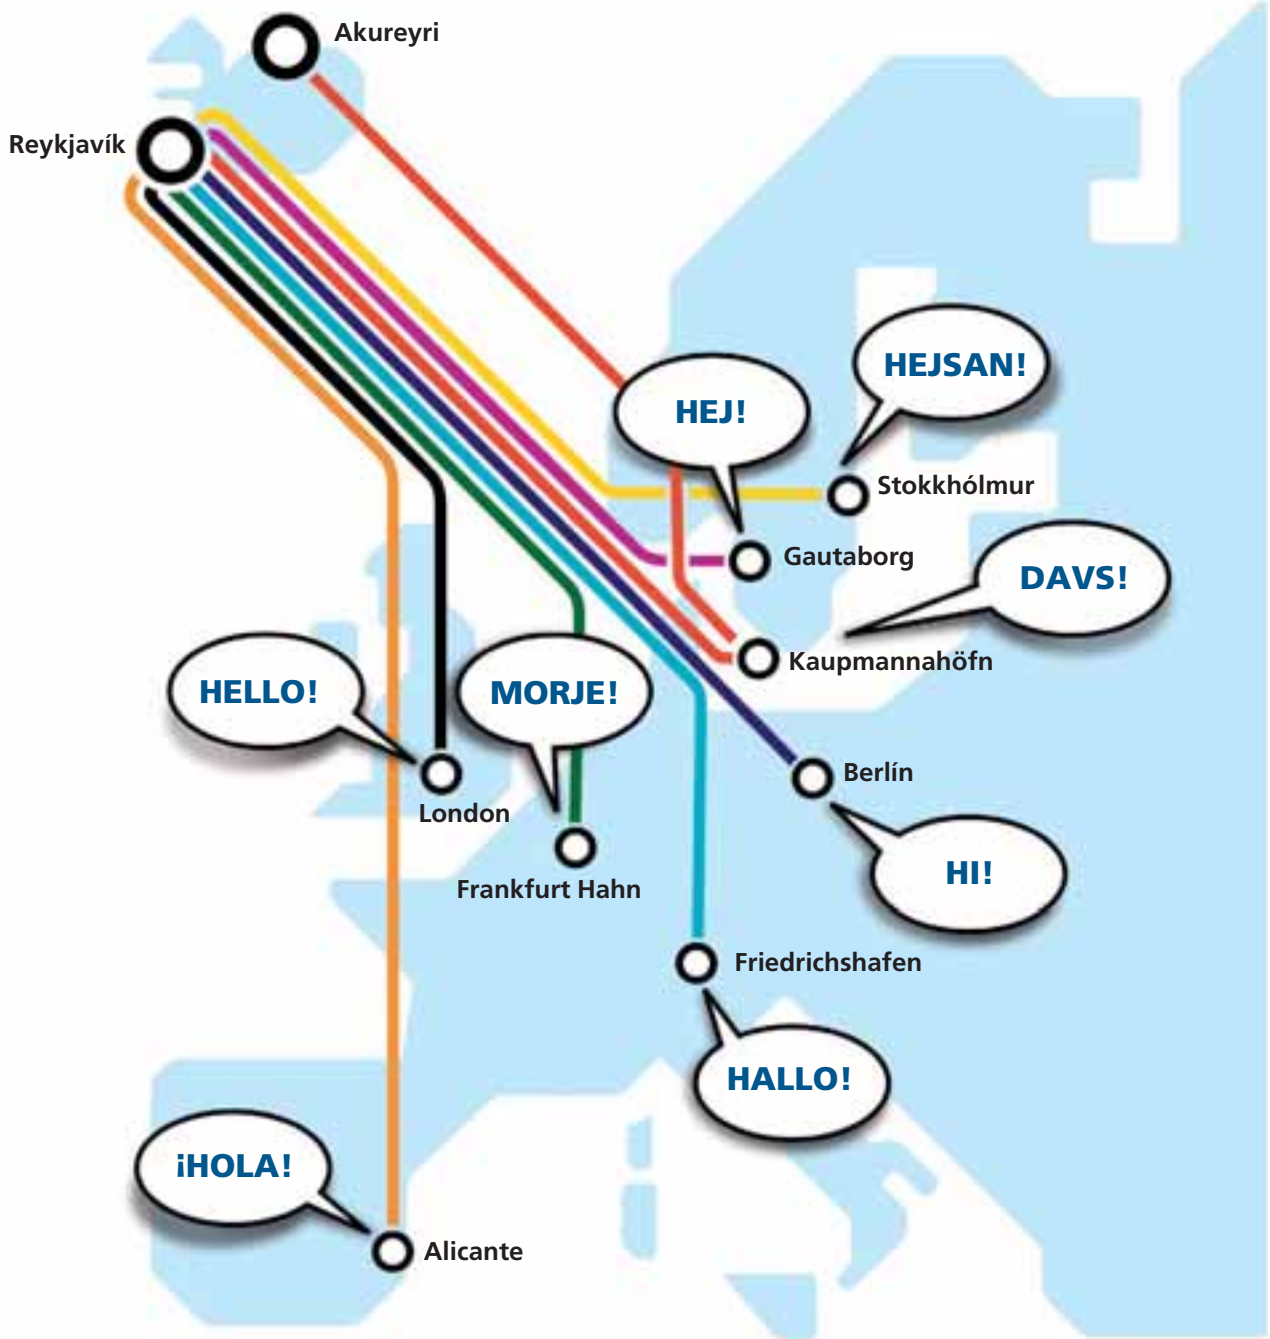 Akureyri
Reykjavík
HEJSAN!
HEJ!
Stokkhólmur
Gautaborg
DAVS!
Kaupmannahöfn
HELLO!
MORJE!
Berlín
London
HI!
Frankfurt Hahn
Friedrichshafen
HALLO!
¡HOLA!
Alicante